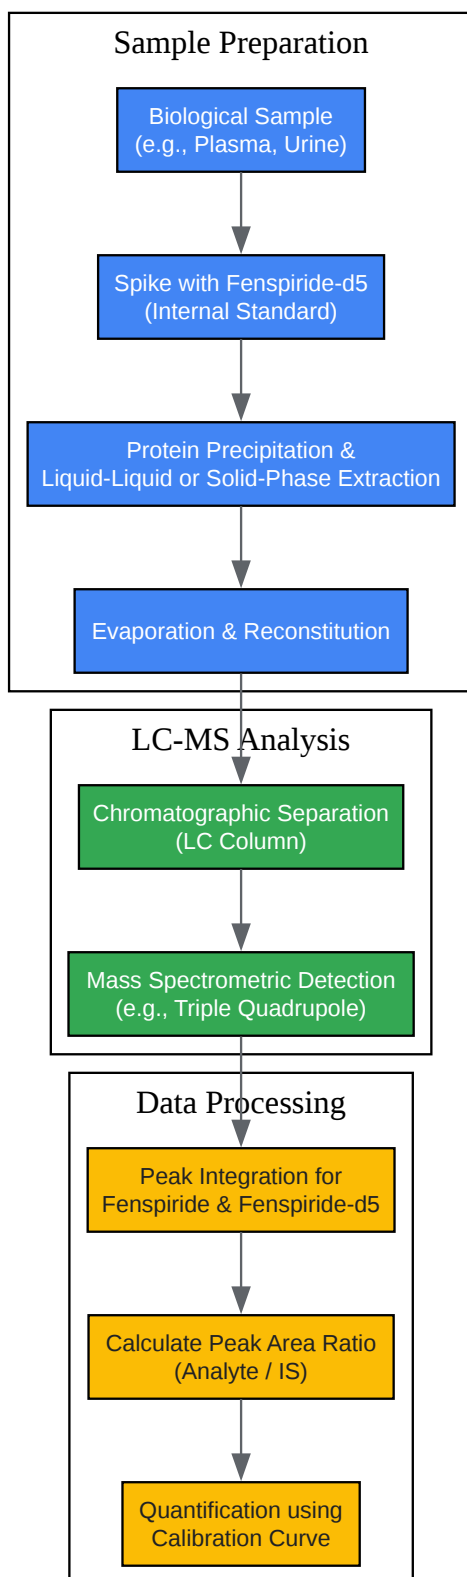 Sample Preparation
Biological Sample
(e.g., Plasma, Urine)
Spike with Fenspiride-d5
(Internal Standard)
Protein Precipitation &
Liquid-Liquid or Solid-Phase Extraction
Evaporation & Reconstitution
LC-MS Analysis
Chromatographic Separation
(LC Column)
Mass Spectrometric Detection
(e.g., Triple Quadrupole)
Data Processing
Peak Integration for
Fenspiride & Fenspiride-d5
Calculate Peak Area Ratio
(Analyte / IS)
Quantification using
Calibration Curve